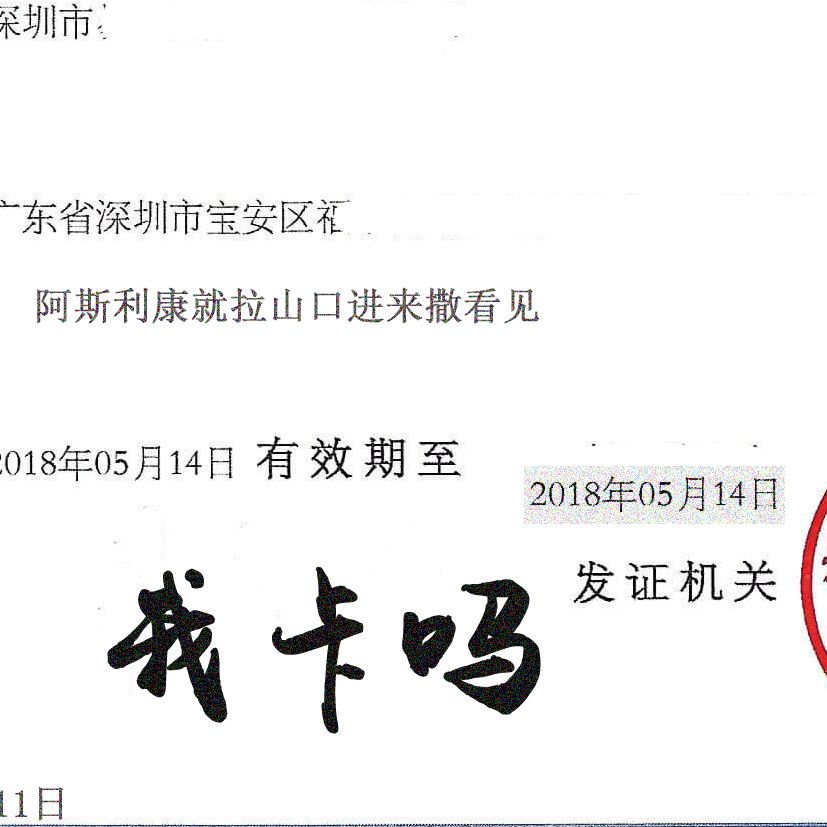 深圳市
广东省深圳市宝安区福
阿斯利康就拉山口进来撒看见
2018年05月14日 有效期至
2018年05月14日
发证机关
我卡吗
11日